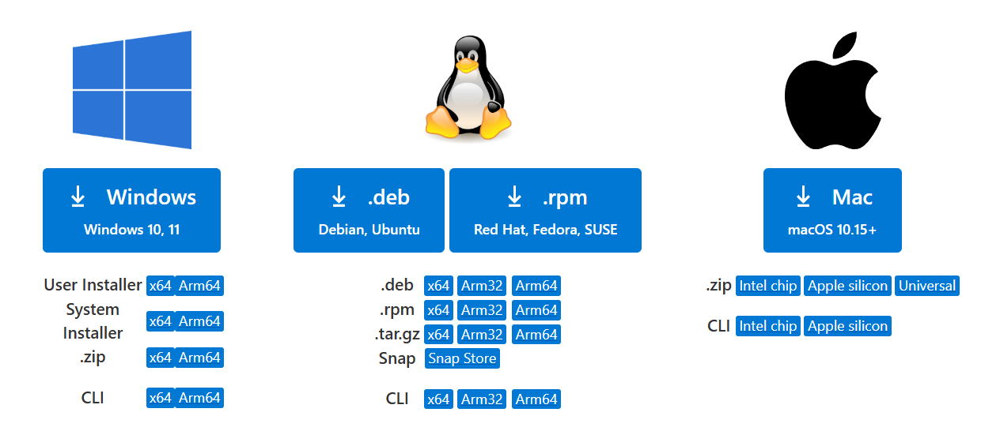 Windows
Windows 10, 11
User Installer x64 Arm64
System
Installer
x64 Arm64
.zip x64 Arm64
CLI x64 Arm64
.deb
Debian, Ubuntu
.rpm
Red Hat, Fedora, SUSE
.deb x64 Arm32 Arm64
.rpm x64 Arm32 Arm64
.tar.gz x64 Arm32 Arm64
Snap Snap Store
CLI x64 Arm32 Arm64
Mac
macOS 10.15+
.zip Intel chip Apple silicon Universal
CLI Intel chip Apple silicon